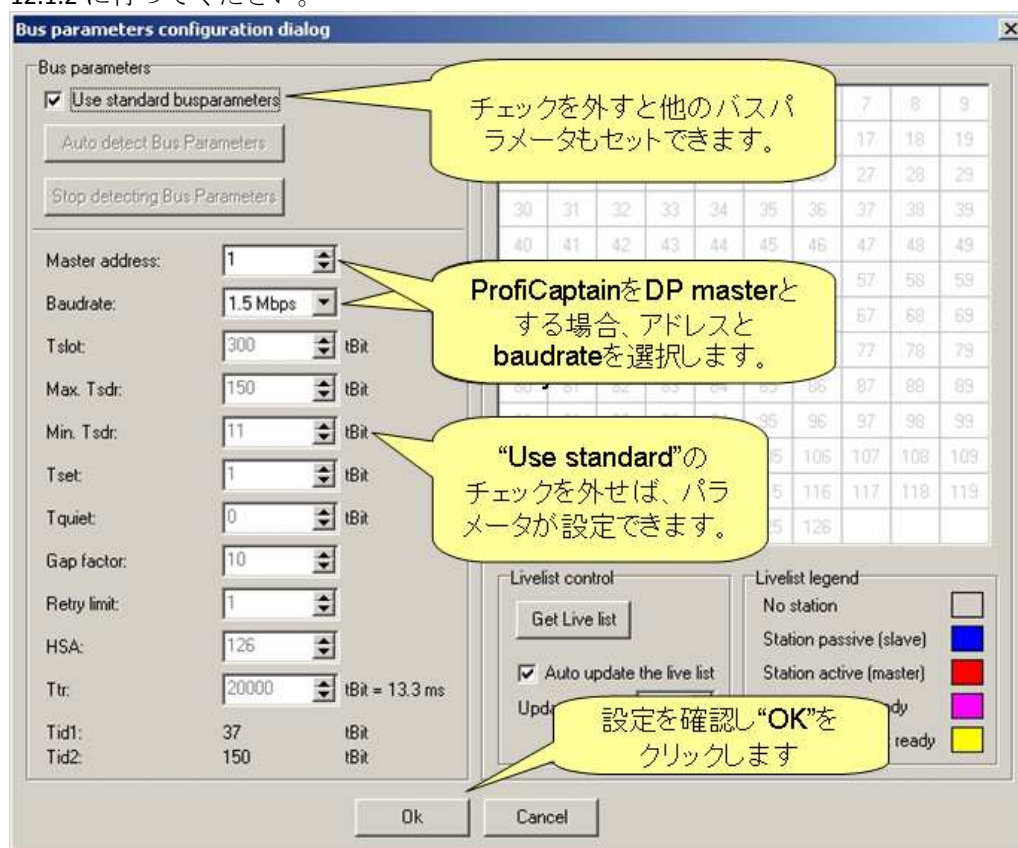 12.1.2 に行ってください。
Bus parameters configuration dialog
Bus parameters
Use standard busparameters
Auto detect Bus Parameters
Stop detecting Bus Parameters
チェックを外すと他のバスパ
ラメータもセットできます。
7 8 9
17 18 19
27 28 29
30 31 32 33 34 35 36 37 38 39
40 41 42 43 44 45 46 47 48 49
57 58 59
67 68 69
77 78 79
87 88 89
95 96 97 98 99
106 107 108 109
116 117 118 119
126
Master address: 1
Baudrate: 1.5 Mbps
ProfiCaptainをDP masterと
する場合、アドレスと
baudrateを選択します。
Tslot: 300 tBit
Max. Tsdr: 150 tBit
Min. Tsdr: 11 tBit
Tset: 1 tBit
Tquiet: 0 tBit
“Use standard”の
チェックを外せば、パラ
メータが設定できます。
Gap factor: 10
Retry limit: 1
HSA: 126
Ttr: 20000 tBit = 13.3 ms
Tid1: 37 tBit
Tid2: 150 tBit
Livelist control
Get Live list
Auto update the live list
Livelist legend
No station
Station passive (slave)
Station active (master)
ready
設定を確認し“OK”を
クリックします
Ok
Cancel